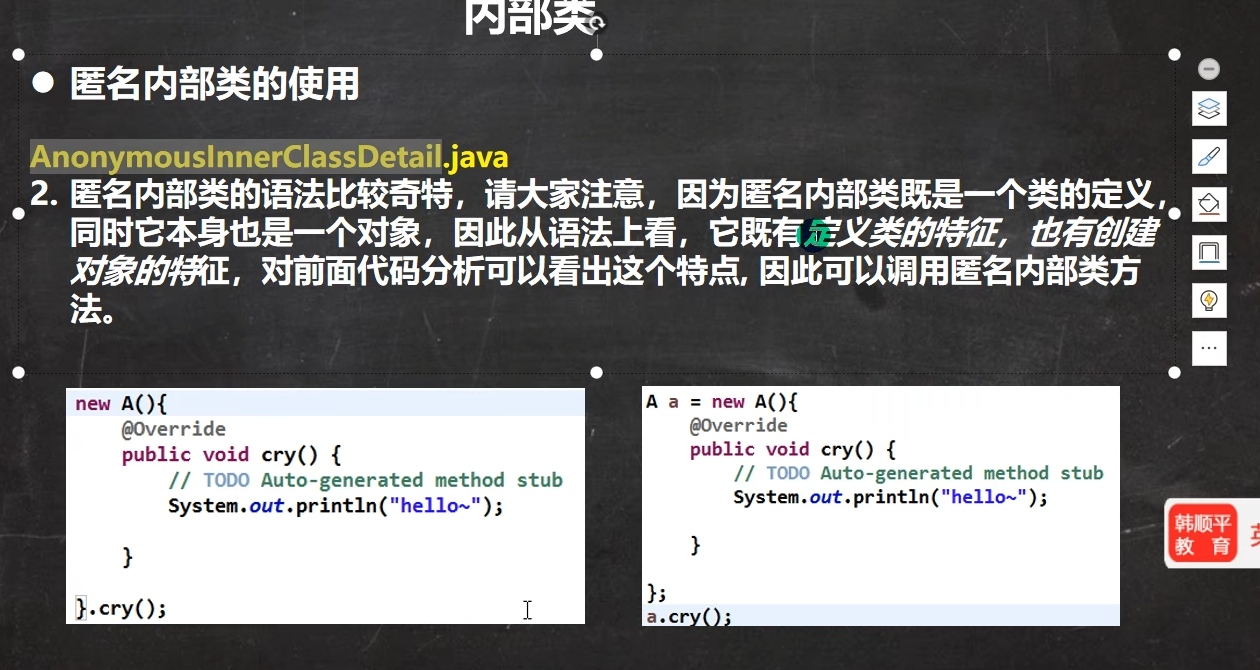 内部类
● 匿名内部类的使用
AnonymousInnerClassDetail.java
2. 匿名内部类的语法比较奇特，请大家注意，因为匿名内部类既是一个类的定义，
同时它本身也是一个对象，因此从语法上看，它既有定义类的特征，也有创建
对象的特征，对前面代码分析可以看出这个特点, 因此可以调用匿名内部类方
法。
new A(){
@Override
public void cry() {
// TODO Auto-generated method stub
System.out.println("hello~");
}
}.cry();
A a = new A(){
@Override
public void cry() {
// TODO Auto-generated method stub
System.out.println("hello~");
}
};
a.cry();
韩顺平
教 育